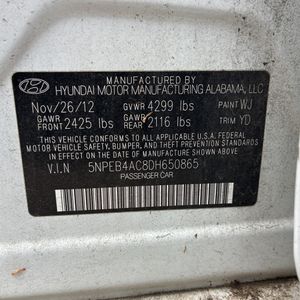 MANUFACTURED BY
HYUNDAI MOTOR MANUFACTURING ALABAMA, LLC
Nov/26/12 GVWR 4299 lbs PAINT WJ
GAWR FRONT 2425 lbs GAWR REAR 2116 lbs TRIM YD
THIS VEHICLE CONFORMS TO ALL APPLICABLE U.S.A. FEDERAL
MOTOR VEHICLE SAFETY, BUMPER, AND THEFT PREVENTION STANDARDS
IN EFFECT ON THE DATE OF MANUFACTURE SHOWN ABOVE.
V.I.N 5NPEB4AC8DH650865
PASSENGER CAR